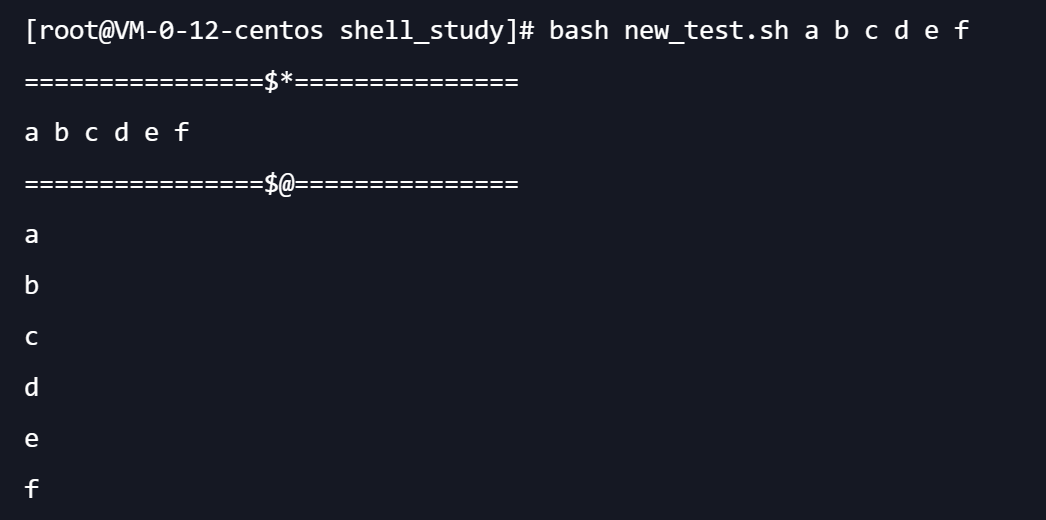 [root@VM-0-12-centos shell_study]# bash new_test.sh a b c d e f
================$*===============
a b c d e f
================$@===============
a
b
c
d
e
f